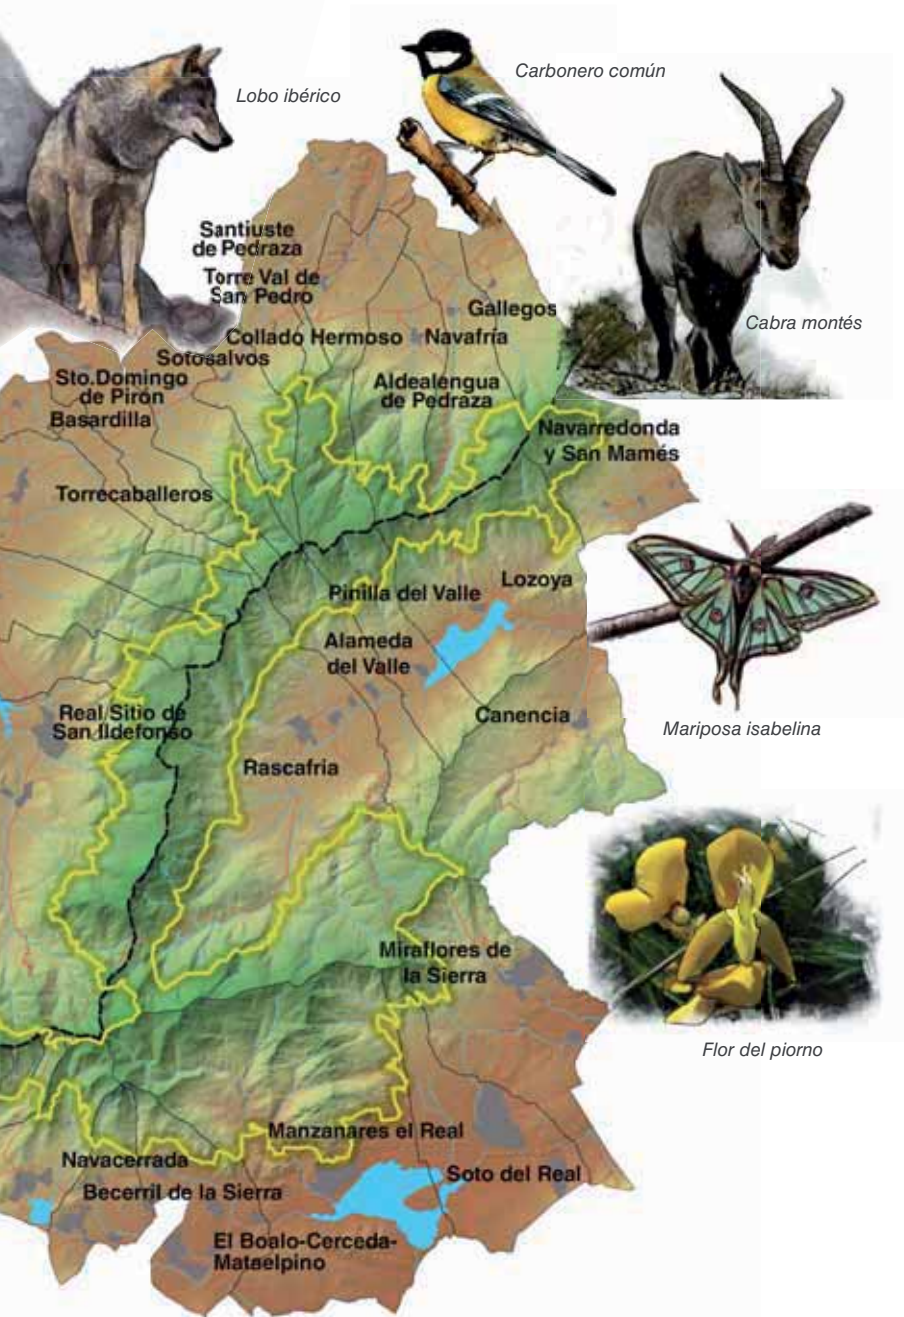 Carbonero común
Lobo ibérico
Santiuste
de Pedraza
Torre Val de
San Pedro
Gallegos
Cabra montés
Collado Hermoso
Navafría
Sotosalvos
Sto.Domingo
de Pirón
Aldealengua
de Pedraza
Basardilla
Navarredonda
y San Mamés
Torrecaballeros
Lozoya
Pinilla del Valle
Alameda
del Valle
Real Sitio de
San Ildefonso
Canencia
Mariposa isabelina
Rascafria
Miraflores de
la Sierra
Flor del piorno
Manzanares el Real
Navacerrada
Soto del Real
Becerril de la Sierra
El Boalo-Cerceda-
Mataelpino